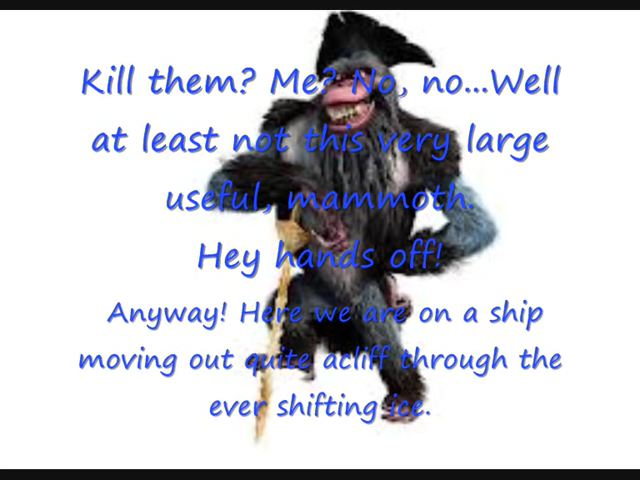 Kill them? Me? No, no...Well
at least not this very large
useful, mammoth.
Hey hands off!
Anyway! Here we are on a ship
moving out quite acliff through the
ever shifting ice.